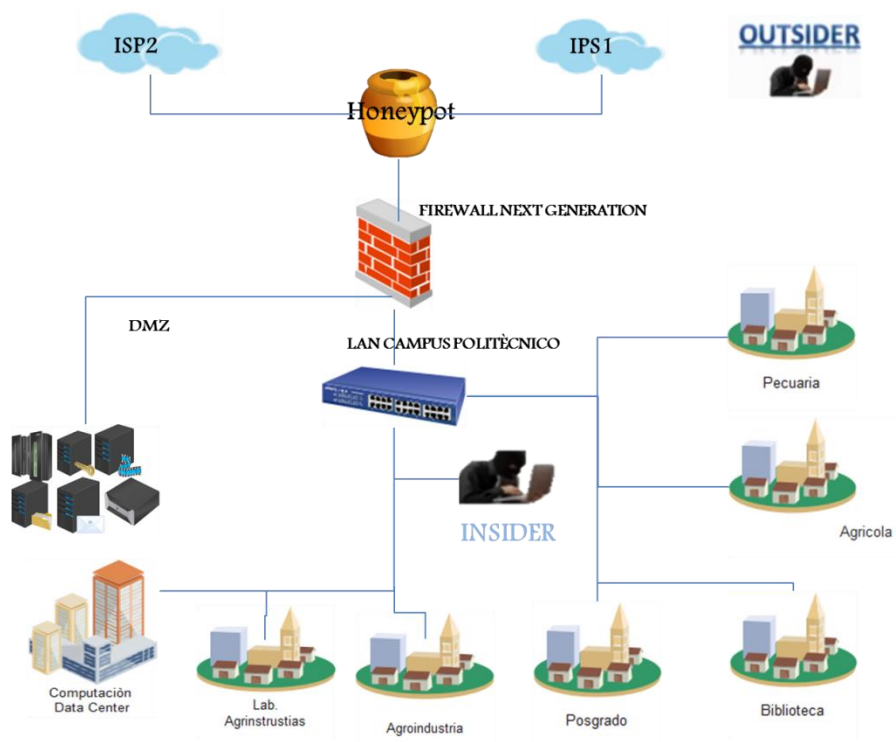 ISP2
IPS1
OUTSIDER
Honeypot
FIREWALL NEXT GENERATION
DMZ
LAN CAMPUS POLITÈCNICO
Pecuaria
INSIDER
Agricola
Computaciòn
Data Center
Lab.
Agrinstrustias
Agroindustria
Posgrado
Biblioteca